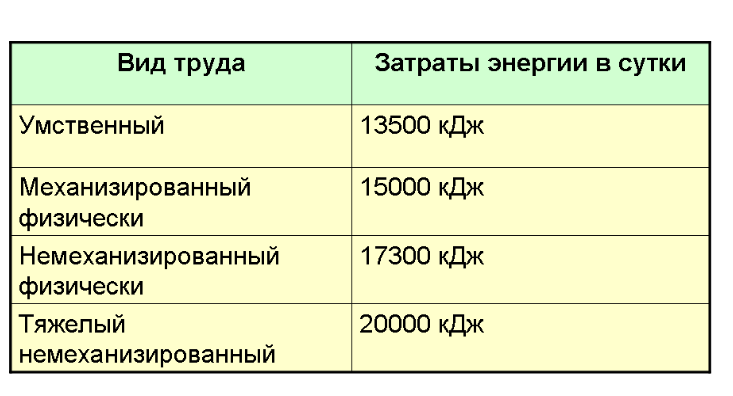 Вид труда Затраты энергии в сутки
Умственный 13500 кДж
Механизированный 15000 кДж
физически
Немеханизированный 17300 кДж
физически
Тяжелый 20000 кДж
немеханизированный